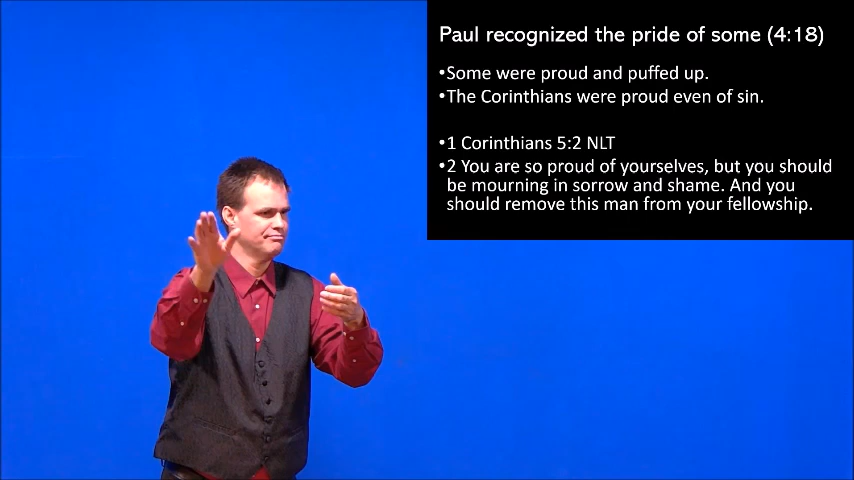 Paul recognized the pride of some (4:18)
•Some were proud and puffed up.
•The Corinthians were proud even of sin.
•1 Corinthians 5:2 NLT
•2 You are so proud of yourselves, but you should
be mourning in sorrow and shame. And you
should remove this man from your fellowship.